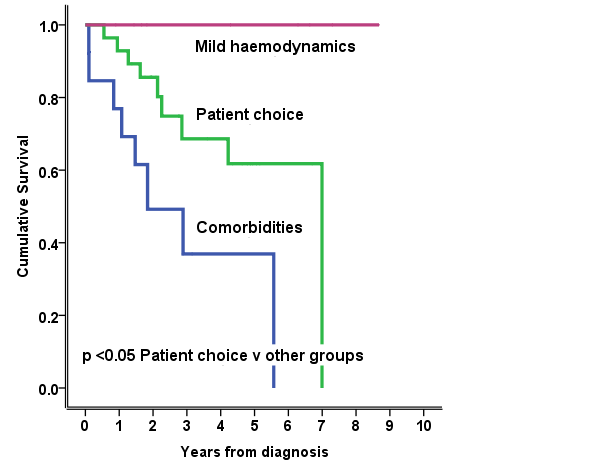 1.0
Mild haemodynamics
0.8
Patient choice
0.6
Comorbidities
0.4
0.2
p <0.05 Patient choice v other groups
0.0
Cumulative Survival
0 1 2 3 4 5 6 7 8 9 10
Years from diagnosis